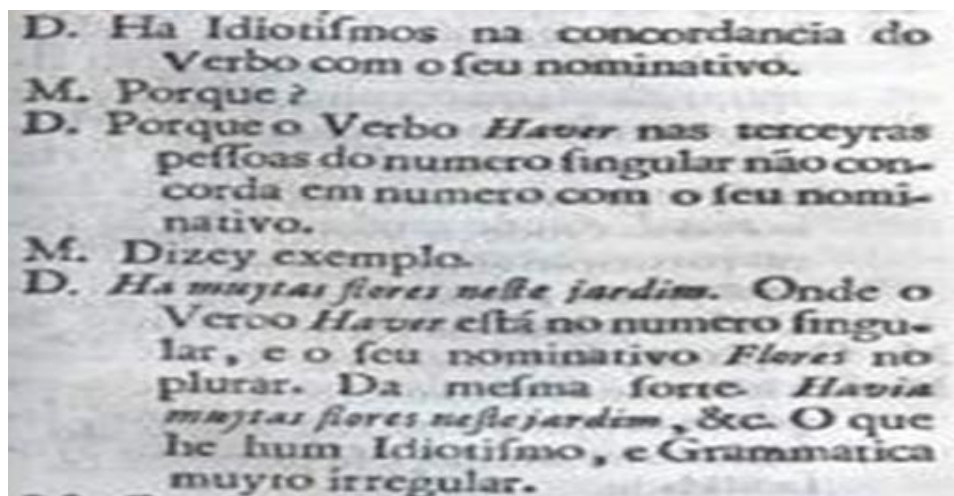 D. Ha Idiotiſmos na concordancia do
Verbo com o ſeu nominativo.
M. Porque?
D. Porque o Verbo Haver nas terceyras
peſſoas do numero ſingular não con-
corda em numero com o ſeu nomi-
nativo.
M. Dizey exemplo.
D. Ha muytas flores neſte jardim. Onde o
Verbo Haver eſtá no numero ſingu-
lar, e o ſeu nominativo Flores no
plurar. Da meſma ſorte Havia
muytas flores neſte jardim, &c. O que
he hum Idiotiſmo, e Grammatica
muyto irregular.